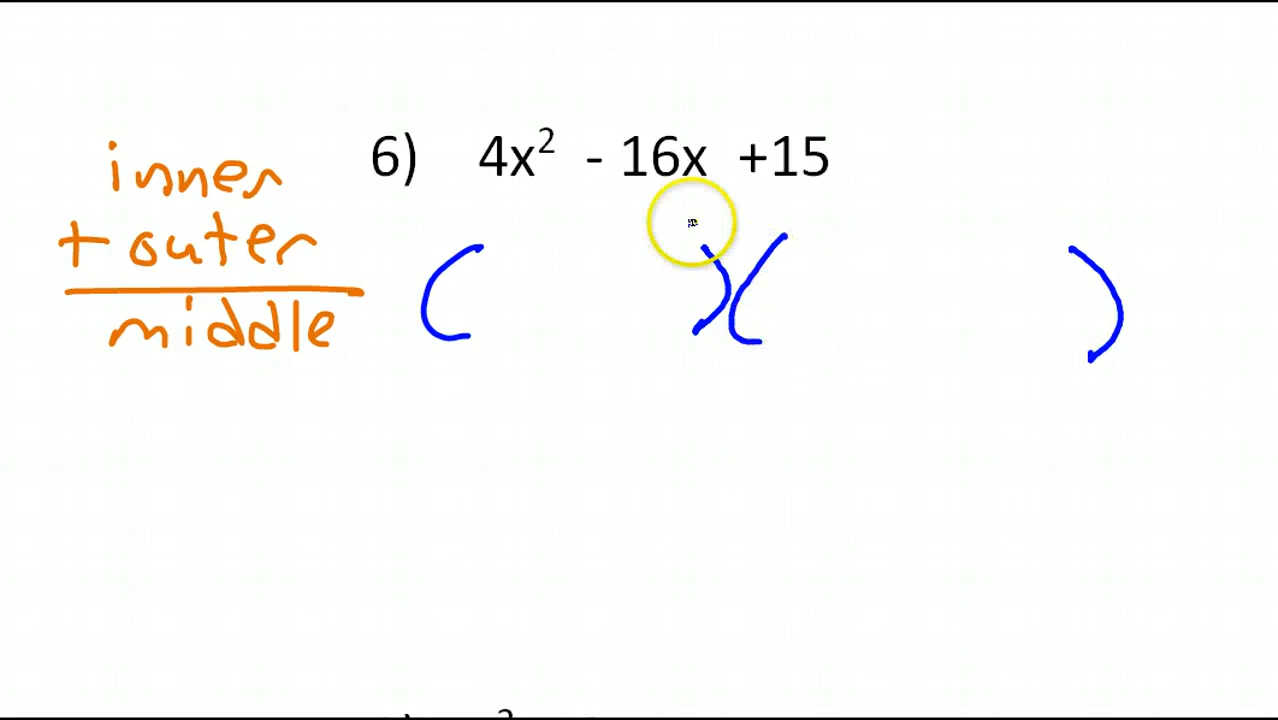 6) 4x² - 16x +15
inner
+ outer
middle
( )( )